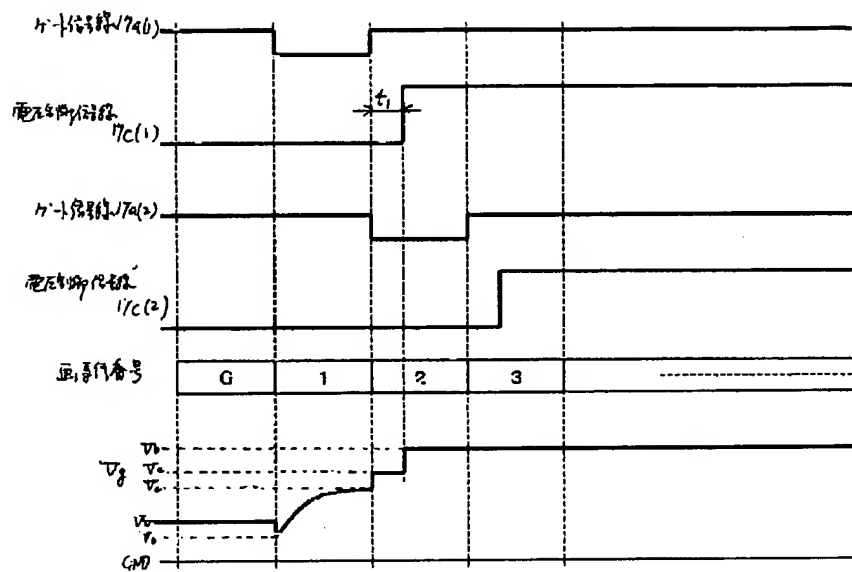 ゲート信号線17a(1)
t₁
電圧制御信号線
17c(1)
ゲート信号線17a(2)
電圧制御信号線
17c(2)
画素行番号
0 1 2 3
Vb
Vg
GND